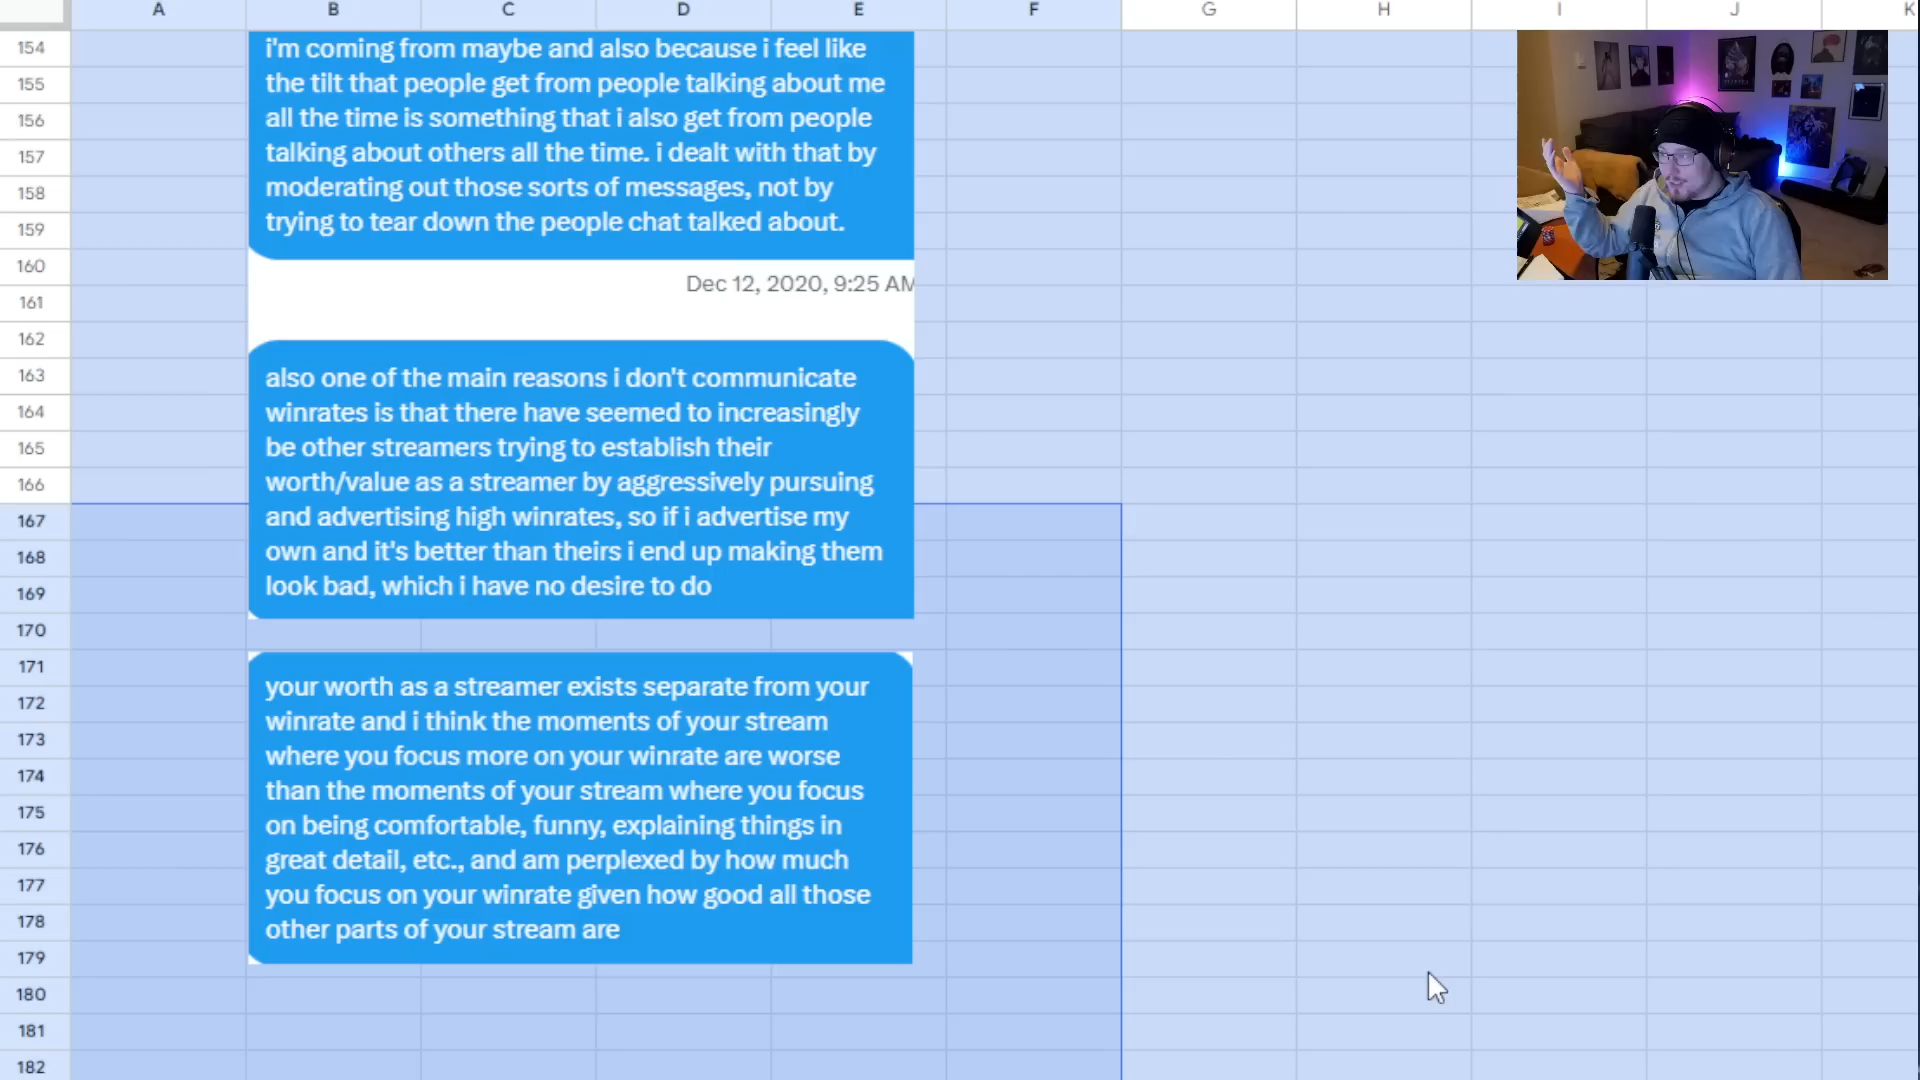 A B C D E F G H I J K
154
155
156
157
158
159
160
161
162
163
164
165
166
167
168
169
170
171
172
173
174
175
176
177
178
179
180
181
182
i'm coming from maybe and also because i feel like
the tilt that people get from people talking about me
all the time is something that i also get from people
talking about others all the time. i dealt with that by
moderating out those sorts of messages, not by
trying to tear down the people chat talked about.
Dec 12, 2020, 9:25 AM
also one of the main reasons i don't communicate
winrates is that there have seemed to increasingly
be other streamers trying to establish their
worth/value as a streamer by aggressively pursuing
and advertising high winrates, so if i advertise my
own and it's better than theirs i end up making them
look bad, which i have no desire to do
your worth as a streamer exists separate from your
winrate and i think the moments of your stream
where you focus more on your winrate are worse
than the moments of your stream where you focus
on being comfortable, funny, explaining things in
great detail, etc., and am perplexed by how much
you focus on your winrate given how good all those
other parts of your stream are